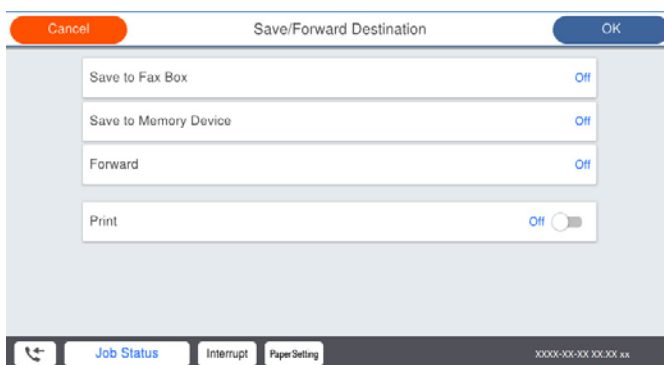 Cancel Save/Forward Destination OK
Save to Fax Box Off
Save to Memory Device Off
Forward Off
Print Off
Job Status Interrupt Paper Setting XXXX-XX-XX XX:XX xx